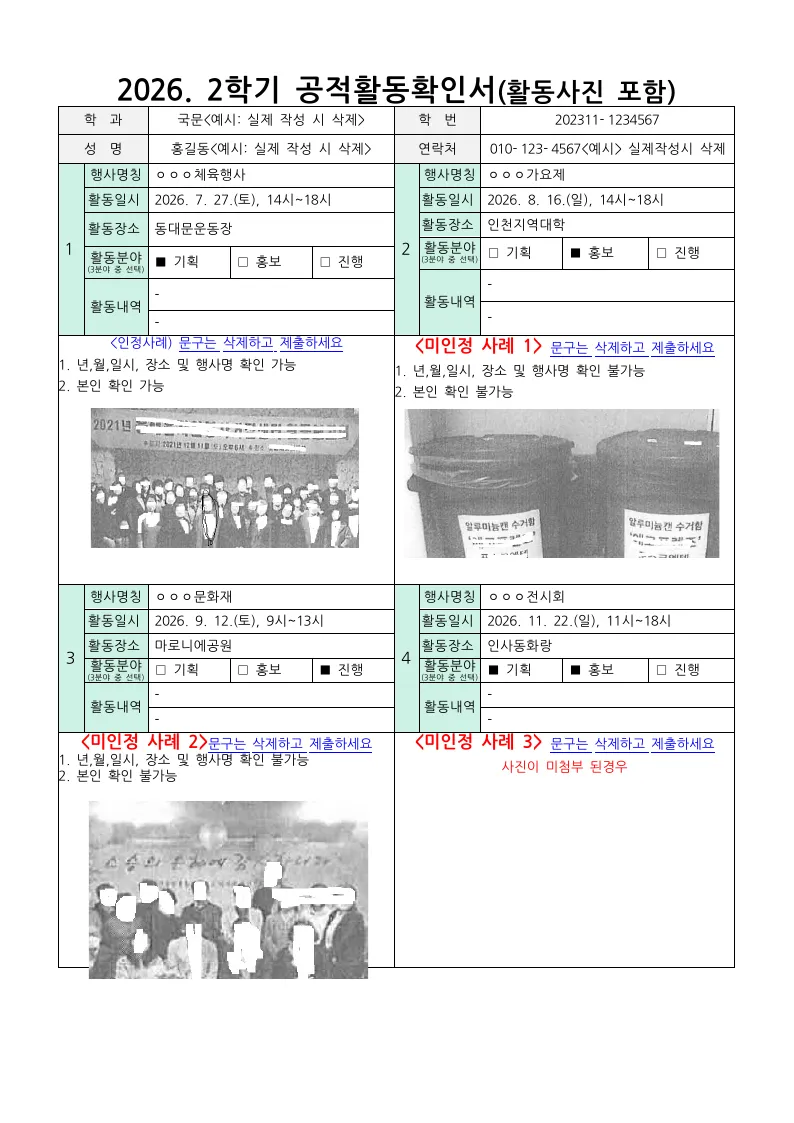 2026. 2학기 공적활동확인서(활동사진 포함)
학 과 국문<예시: 실제 작성 시 삭제> 학 번 202311-1234567
성 명 홍길동<예시: 실제 작성 시 삭제> 연락처 010-123-4567<예시> 실제작성시 삭제
1
행사명칭 ㅇㅇㅇ체육행사
활동일시 2026. 7. 27.(토), 14시~18시
활동장소 동대문운동장
활동분야 ■ 기획 □ 홍보 □ 진행
(3분야 중 선택)
활동내역 -
-
2
행사명칭 ㅇㅇㅇ가요제
활동일시 2026. 8. 16.(일), 14시~18시
활동장소 인천지역대학
활동분야 □ 기획 ■ 홍보 □ 진행
(3분야 중 선택)
활동내역 -
-
<인정사례) 문구는 삭제하고 제출하세요
1. 년,월,일시, 장소 및 행사명 확인 가능
2. 본인 확인 가능
2021년
<미인정 사례 1> 문구는 삭제하고 제출하세요
1. 년,월,일시, 장소 및 행사명 확인 불가능
2. 본인 확인 불가능
알루미늄캔 수거함
알루미늄캔 수거함
3
행사명칭 ㅇㅇㅇ문화재
활동일시 2026. 9. 12.(토), 9시~13시
활동장소 마로니에공원
활동분야 □ 기획 □ 홍보 ■ 진행
(3분야 중 선택)
활동내역 -
-
4
행사명칭 ㅇㅇㅇ전시회
활동일시 2026. 11. 22.(일), 11시~18시
활동장소 인사동화랑
활동분야 ■ 기획 ■ 홍보 □ 진행
(3분야 중 선택)
활동내역 -
-
<미인정 사례 2>문구는 삭제하고 제출하세요
1. 년,월,일시, 장소 및 행사명 확인 불가능
2. 본인 확인 불가능
<미인정 사례 3> 문구는 삭제하고 제출하세요
사진이 미첨부 된경우